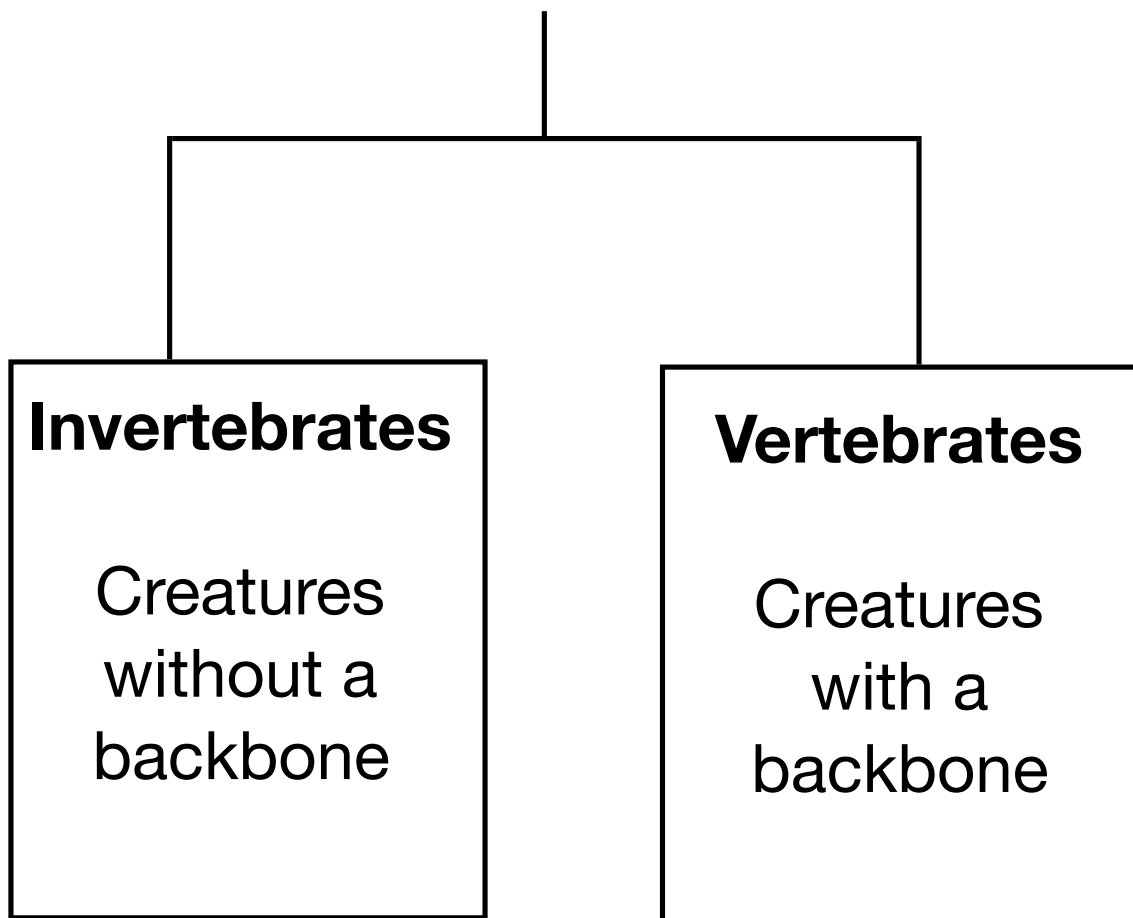 Invertebrates
Creatures
without a
backbone
Vertebrates
Creatures
with a
backbone